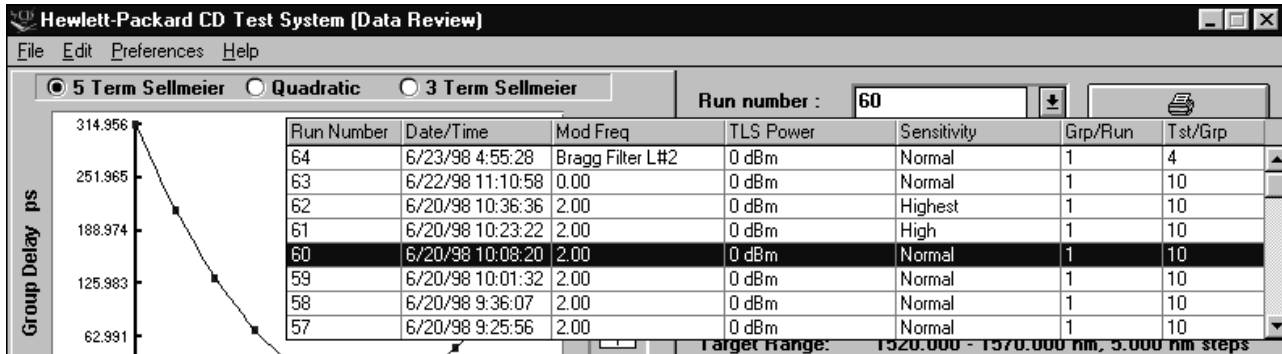 Hewlett-Packard CD Test System (Data Review)
File Edit Preferences Help
5 Term Sellmeier Quadratic 3 Term Sellmeier
Run number : 60
314.956
251.965
188.974
125.983
62.991
Group Delay ps
Run Number Date/Time Mod Freq TLS Power Sensitivity Grp/Run Tst/Grp
64 6/23/98 4:55:28 Bragg Filter L#2 0 dBm Normal 1 4
63 6/22/98 11:10:58 0.00 0 dBm Normal 1 10
62 6/20/98 10:36:36 2.00 0 dBm Highest 1 10
61 6/20/98 10:23:22 2.00 0 dBm High 1 10
60 6/20/98 10:08:20 2.00 0 dBm Normal 1 10
59 6/20/98 10:01:32 2.00 0 dBm Normal 1 10
58 6/20/98 9:36:07 2.00 0 dBm Normal 1 10
57 6/20/98 9:25:56 2.00 0 dBm Normal 1 10
Target Range: 1520.000 - 1570.000 nm, 5.000 nm steps